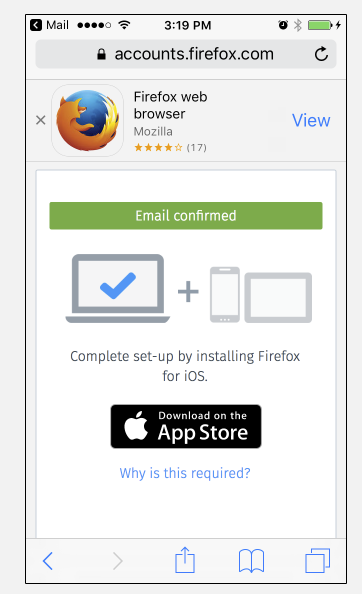 Mail 3:19 PM
accounts.firefox.com
Firefox web
browser
Mozilla
(17)
View
Email confirmed
Complete set-up by installing Firefox
for iOS.
Download on the
App Store
Why is this required?